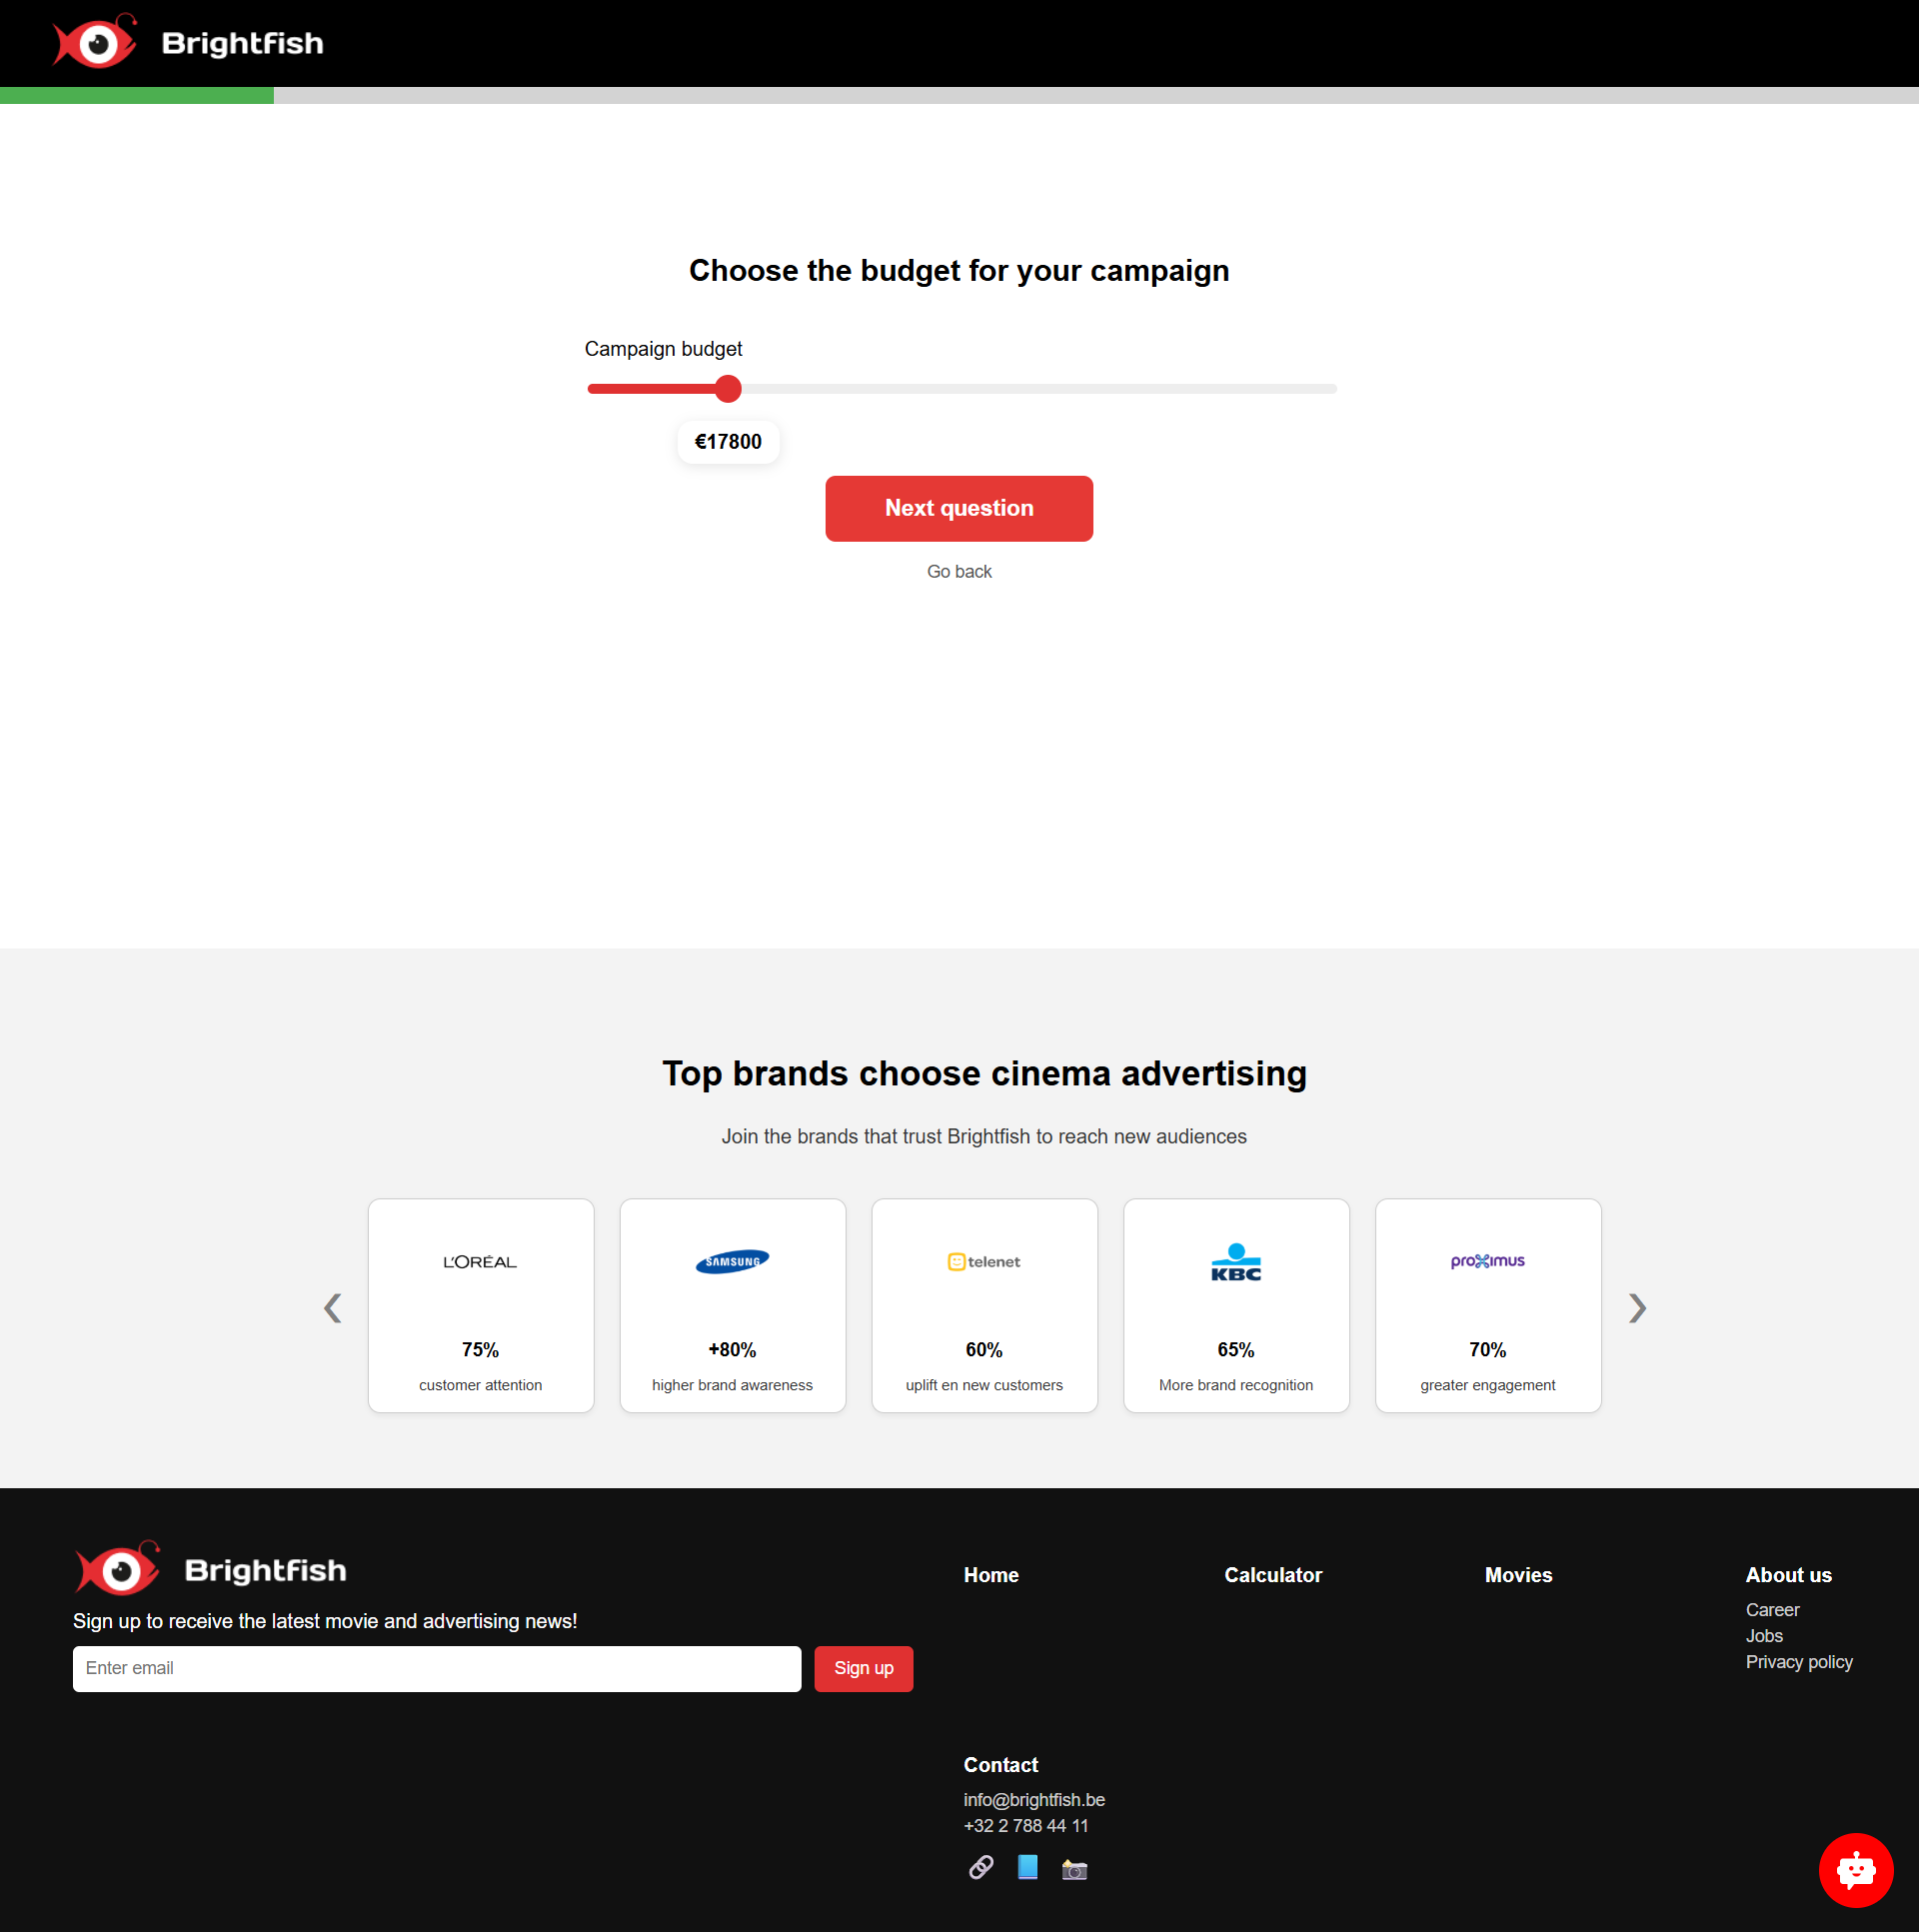 Brightfish
Choose the budget for your campaign
Campaign budget
€17800
Next question
Go back
Top brands choose cinema advertising
Join the brands that trust Brightfish to reach new audiences
L'ORÉAL
75%
customer attention
SAMSUNG
+80%
higher brand awareness
telenet
60%
uplift en new customers
KBC
65%
More brand recognition
proximus
70%
greater engagement
Brightfish
Sign up to receive the latest movie and advertising news!
Enter email
Sign up
Home
Calculator
Movies
About us
Career
Jobs
Privacy policy
Contact
info@brightfish.be
+32 2 788 44 11